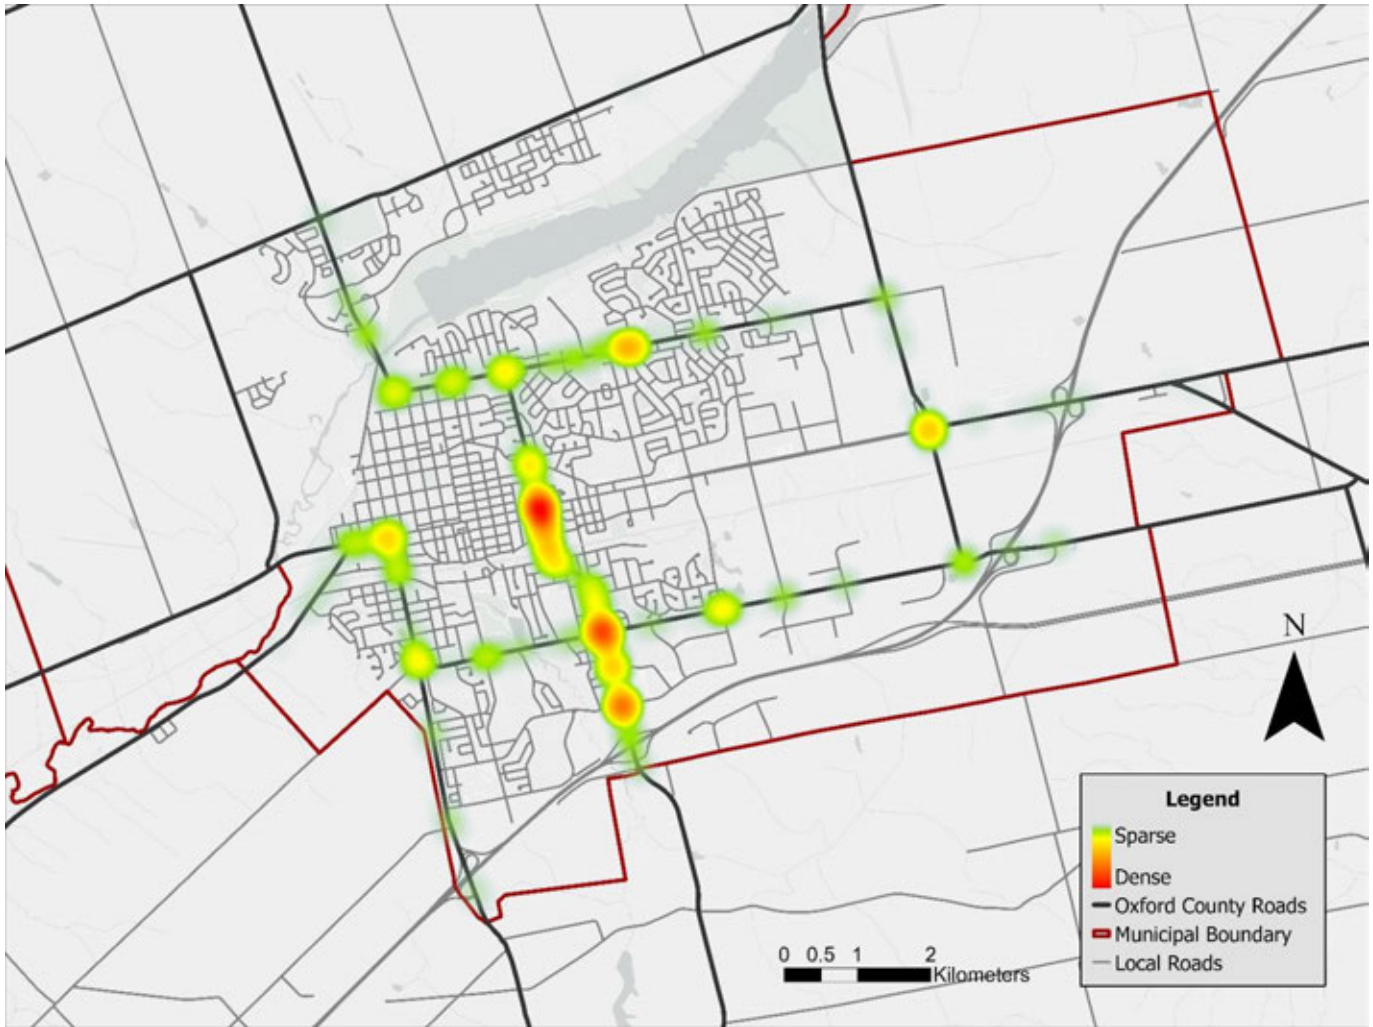 N
Legend
Sparse
Dense
Oxford County Roads
Municipal Boundary
Local Roads
0 0.5 1 2
Kilometers